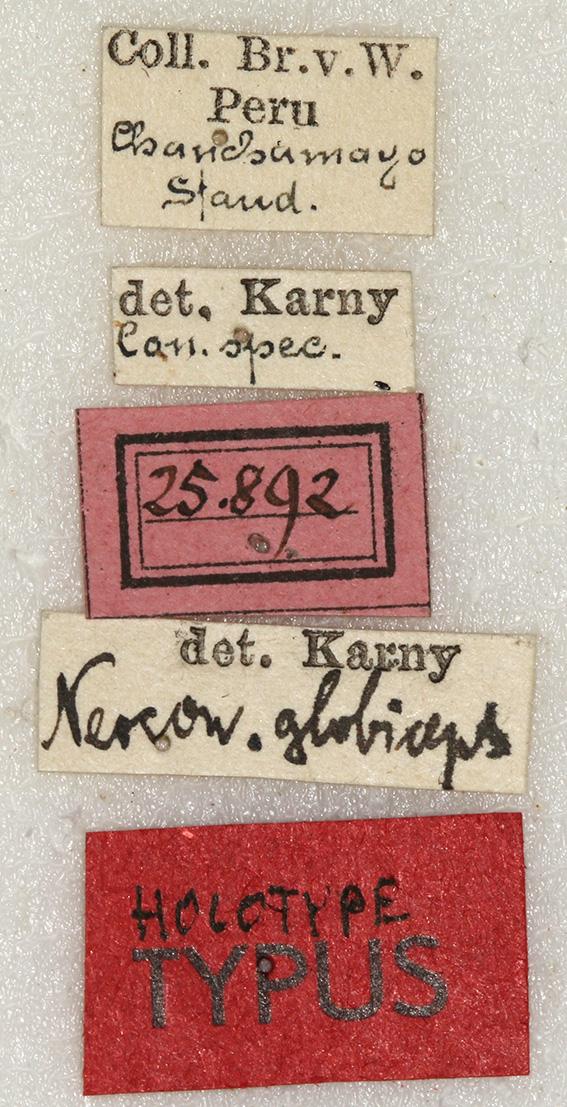 Coll. Br.v.W.
Peru
Chanchamayo
Staud.
det. Karny
Con. spec.
25.892
det. Karny
Neocon. globiceps
HOLOTYPE
TYPUS